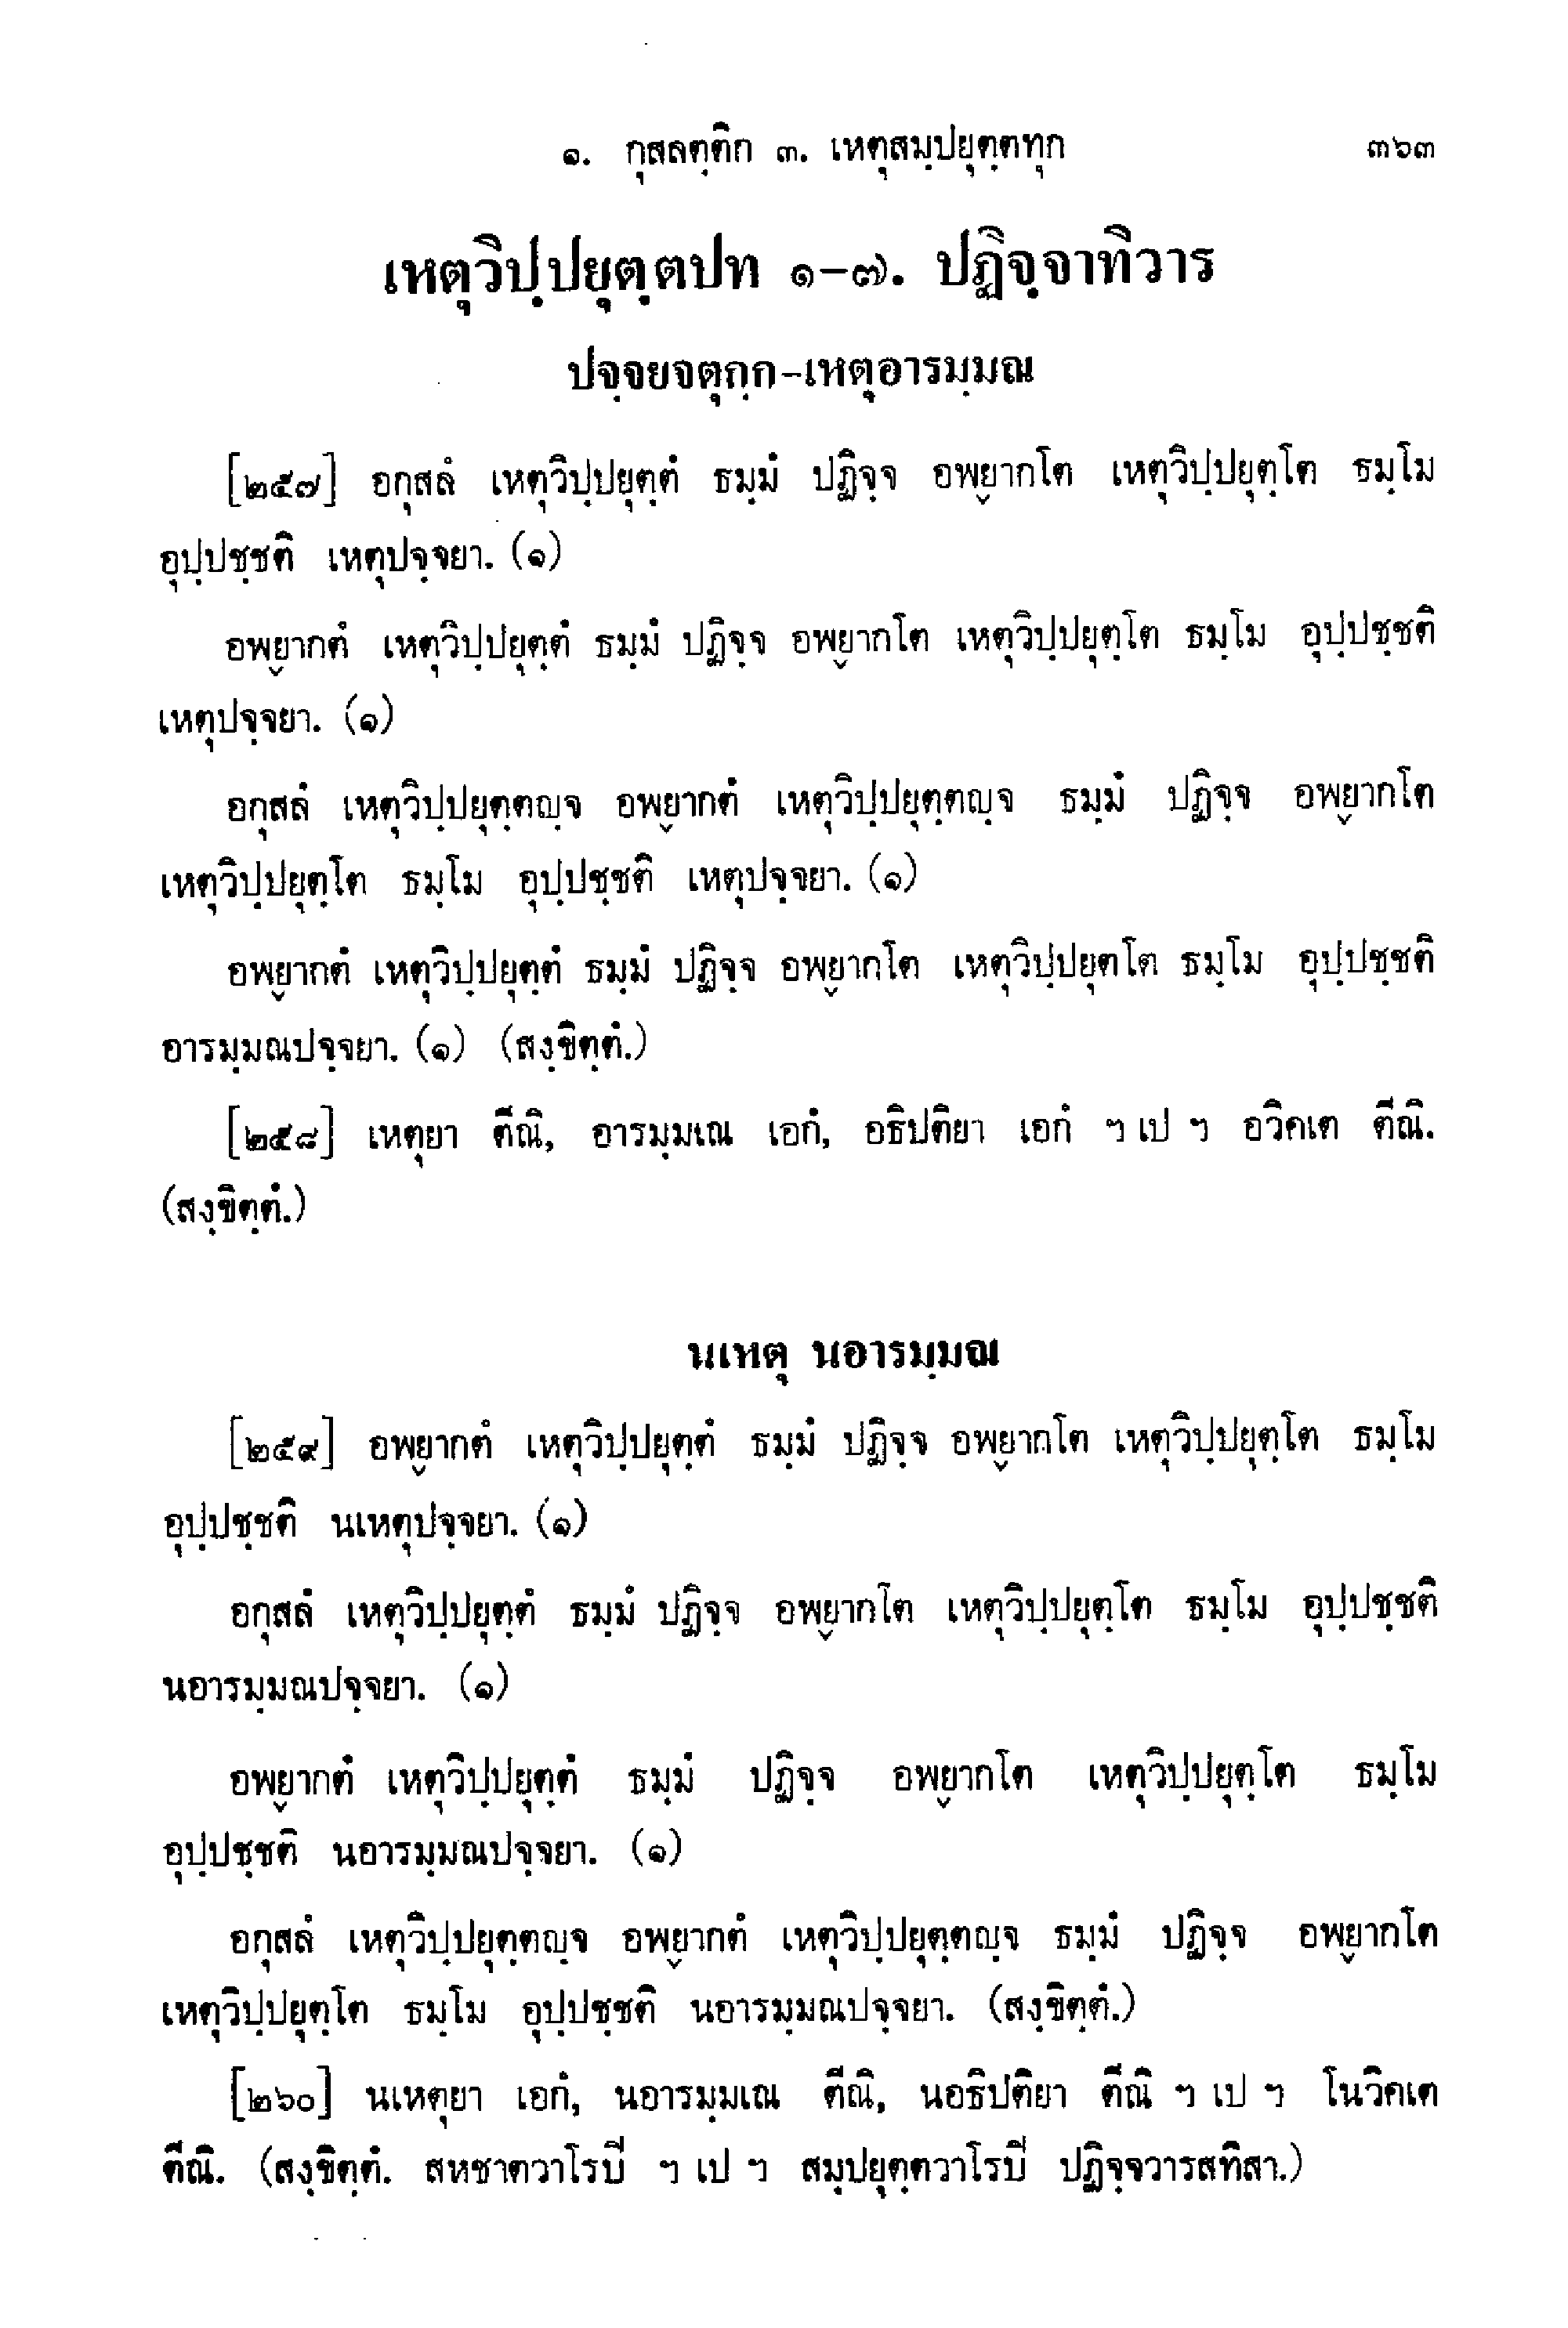 ๑. กุสลตฺติก ๓. เหตุสมฺปยุตฺตทุก ๓๖๓
เหตุวิปฺปยุตฺตปท ๑-๗. ปฏิจฺจาทิวาร
ปจฺจยจตุกฺก-เหตุอารมฺมณ
[๒๕๗] อกุสลํ เหตุวิปฺปยุตฺตํ ธมฺมํ ปฏิจฺจ อพฺยากโต เหตุวิปฺปยุตฺโต ธมฺโม
อุปฺปชฺชติ เหตุปจฺจยา. (๑)
อพฺยากตํ เหตุวิปฺปยุตฺตํ ธมฺมํ ปฏิจฺจ อพฺยากโต เหตุวิปฺปยุตฺโต ธมฺโม อุปฺปชฺชติ
เหตุปจฺจยา. (๑)
อกุสลํ เหตุวิปฺปยุตฺตญฺจ อพฺยากตํ เหตุวิปฺปยุตฺตญฺจ ธมฺมํ ปฏิจฺจ อพฺยากโต
เหตุวิปฺปยุตฺโต ธมฺโม อุปฺปชฺชติ เหตุปจฺจยา. (๑)
อพฺยากตํ เหตุวิปฺปยุตฺตํ ธมฺมํ ปฏิจฺจ อพฺยากโต เหตุวิปฺปยุตโต ธมฺโม อุปฺปชฺชติ
อารมฺมณปจฺจยา. (๑) (สงฺขิตฺตํ.)
[๒๕๘] เหตุยา ตีณิ, อารมฺมเณ เอกํ, อธิปติยา เอกํ ฯ เป ฯ อวิคเต ตีณิ.
(สงฺขิตฺตํ.)
นเหตุ นอารมฺมณ
[๒๕๙] อพฺยากตํ เหตุวิปฺปยุตฺตํ ธมฺมํ ปฏิจฺจ อพฺยากโต เหตุวิปฺปยุตฺโต ธมฺโม
อุปฺปชฺชติ นเหตุปจฺจยา. (๑)
อกุสลํ เหตุวิปฺปยุตฺตํ ธมฺมํ ปฏิจฺจ อพฺยากโต เหตุวิปฺปยุตฺโต ธมฺโม อุปฺปชฺชติ
นอารมฺมณปจฺจยา. (๑)
อพฺยากตํ เหตุวิปฺปยุตฺตํ ธมฺมํ ปฏิจฺจ อพฺยากโต เหตุวิปฺปยุตฺโต ธมฺโม
อุปฺปชฺชติ นอารมฺมณปจฺจยา. (๑)
อกุสลํ เหตุวิปฺปยุตฺตญฺจ อพฺยากตํ เหตุวิปฺปยุตฺตญฺจ ธมฺมํ ปฏิจฺจ อพฺยากโต
เหตุวิปฺปยุตฺโต ธมฺโม อุปฺปชฺชติ นอารมฺมณปจฺจยา. (สงฺขิตฺตํ.)
[๒๖๐] นเหตุยา เอกํ, นอารมฺมเณ ตีณิ, นอธิปติยา ตีณิ ฯ เป ฯ โนวิคเต
ตีณิ. (สงฺขิตฺตํ. สหชาตวาโรปี ฯ เป ฯ สมฺปยุตฺตวาโรปี ปฏิจฺจวารสทิสา.)